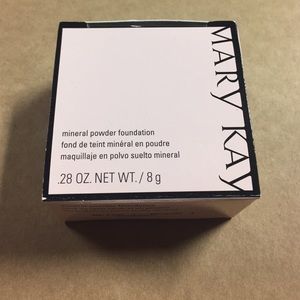 MARY KAY
mineral powder foundation
fond de teint minéral en poudre
maquillaje en polvo suelto mineral
.28 OZ. NET WT./8 g